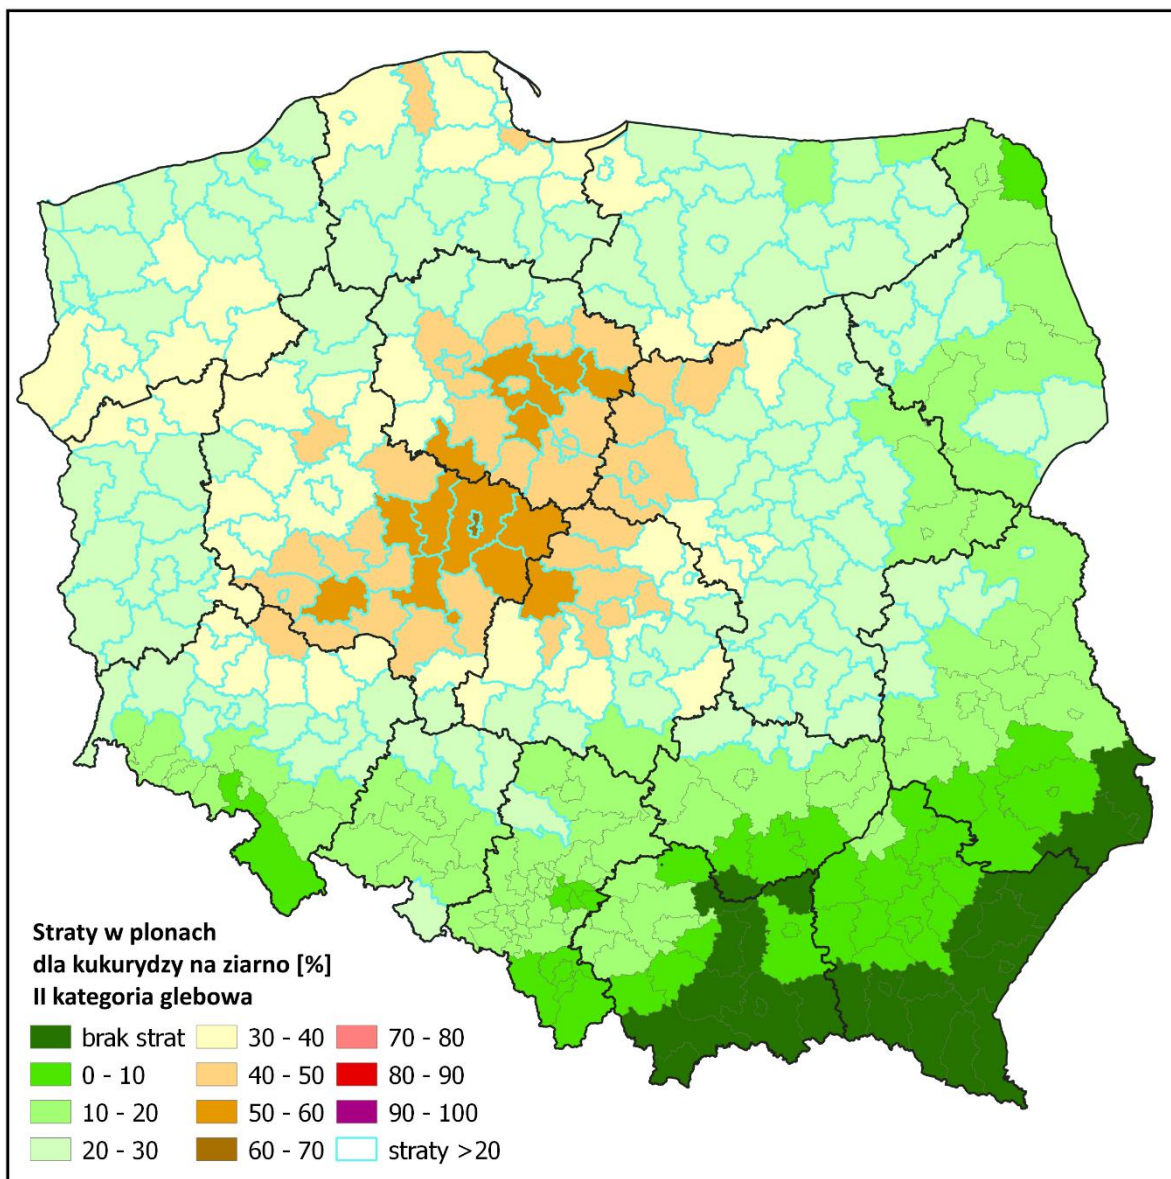 Straty w plonach
dla kukurydzy na ziarno [%]
II kategoria glebowa
brak strat
0 - 10
10 - 20
20 - 30
30 - 40
40 - 50
50 - 60
60 - 70
70 - 80
80 - 90
90 - 100
straty >20